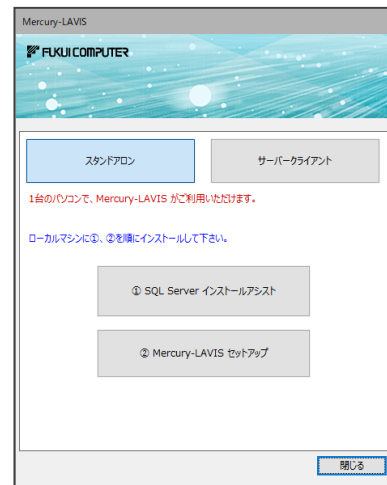 Mercury-LAVIS
FUKUI COMPUTER
スタンドアロン
サーバークライアント
1台のパソコンで、Mercury-LAVIS がご利用いただけます。
ローカルマシンに①、②を順にインストールして下さい。
① SQL Server インストールアシスト
② Mercury-LAVIS セットアップ
閉じる